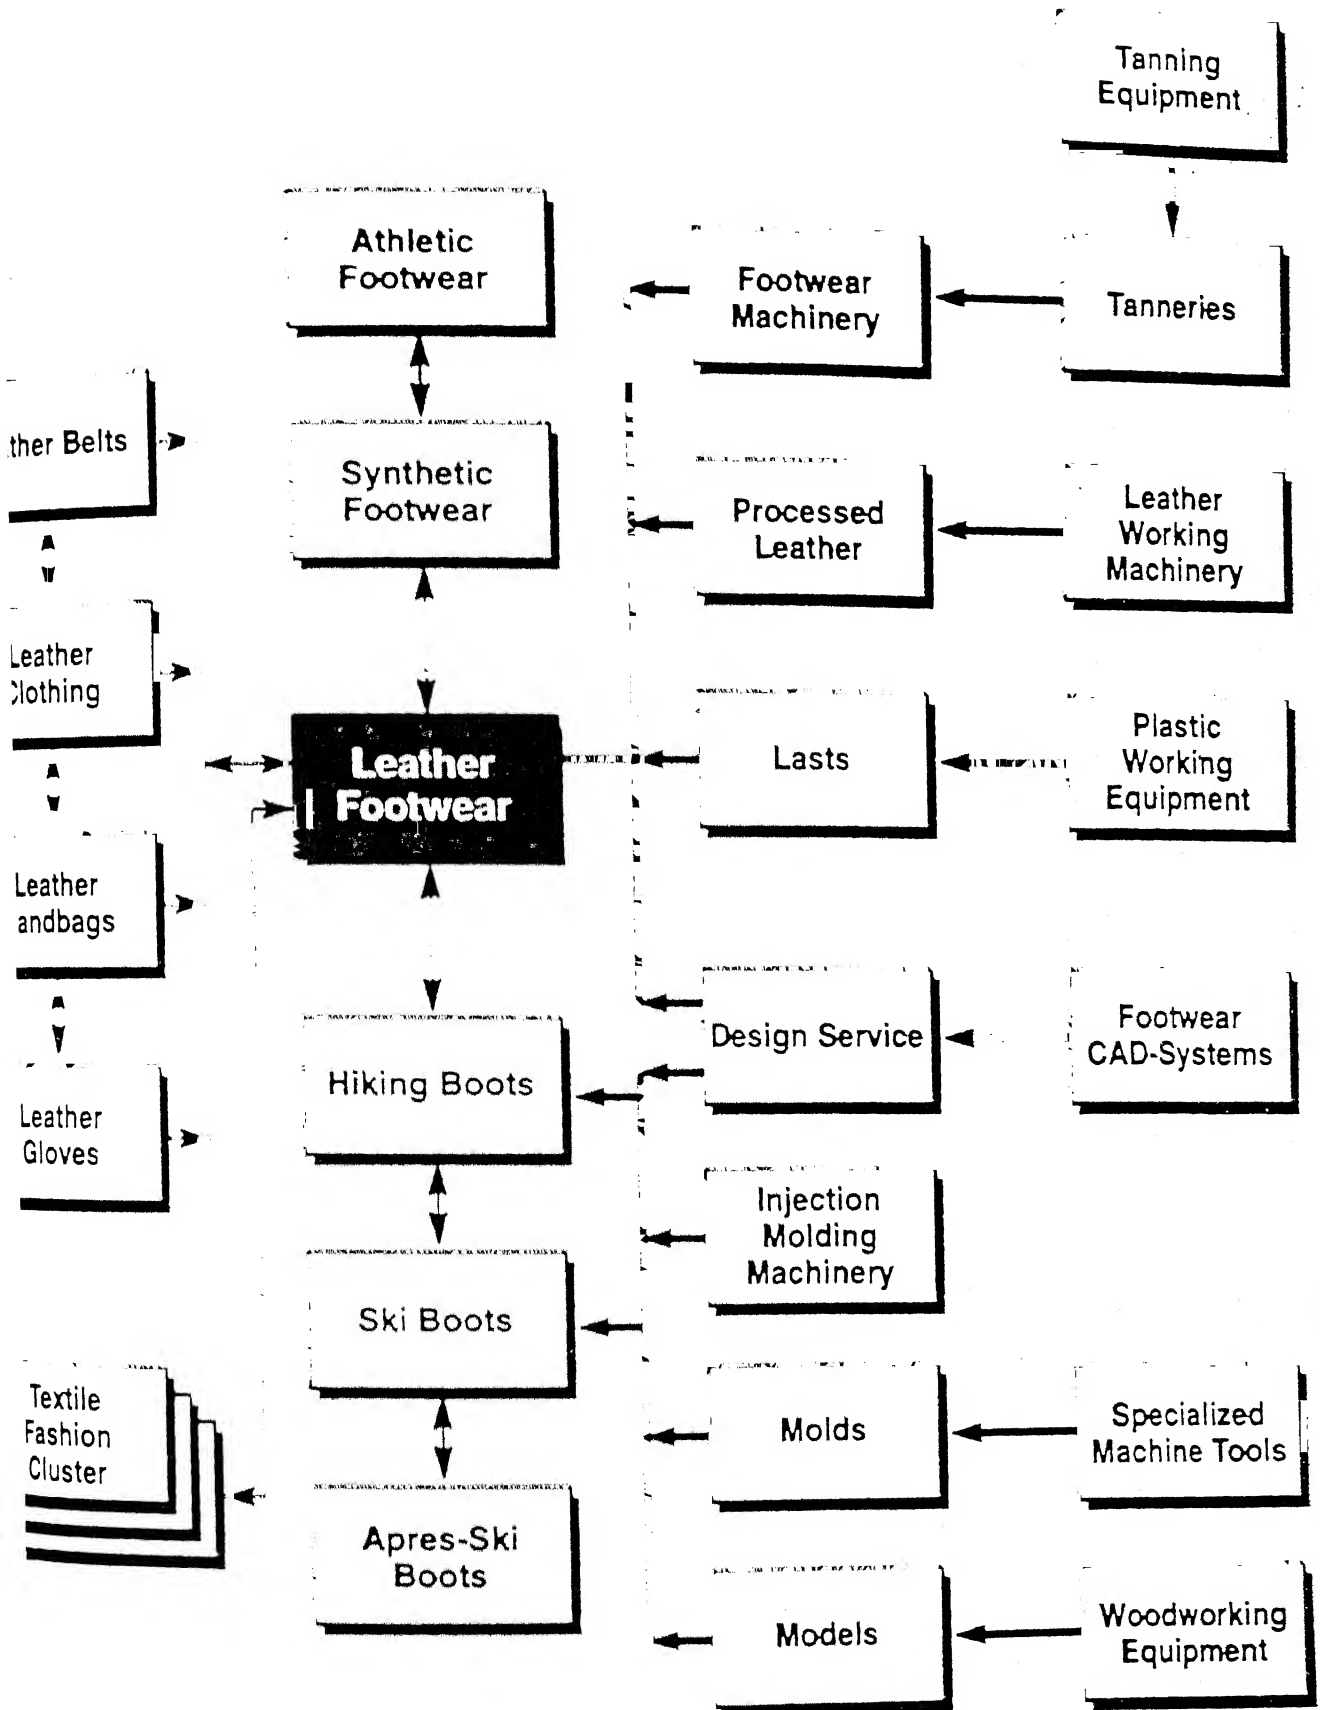 Tanning
Equipment
Athletic
Footwear
Footwear
Machinery
Tanneries
ther Belts
Synthetic
Footwear
Processed
Leather
Leather
Working
Machinery
Leather
Clothing
Leather
Footwear
Lasts
Plastic
Working
Equipment
Leather
andbags
Design Service
Footwear
CAD-Systems
Hiking Boots
Leather
Gloves
Injection
Molding
Machinery
Ski Boots
Textile
Fashion
Cluster
Molds
Specialized
Machine Tools
Apres-Ski
Boots
Models
Woodworking
Equipment